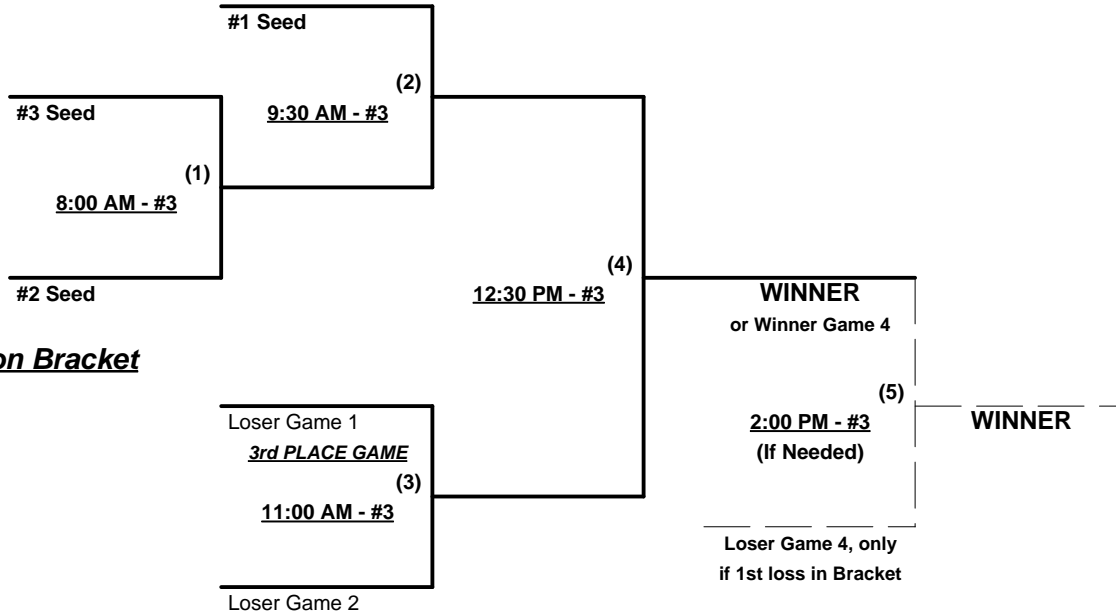 #1 Seed
(2)
9:30 AM - #3
#3 Seed
(1)
8:00 AM - #3
#2 Seed
(4)
12:30 PM - #3
WINNER
or Winner Game 4
(5)
2:00 PM - #3
(If Needed)
WINNER
Loser Game 4, only
if 1st loss in Bracket
on Bracket
Loser Game 1
3rd PLACE GAME
(3)
11:00 AM - #3
Loser Game 2